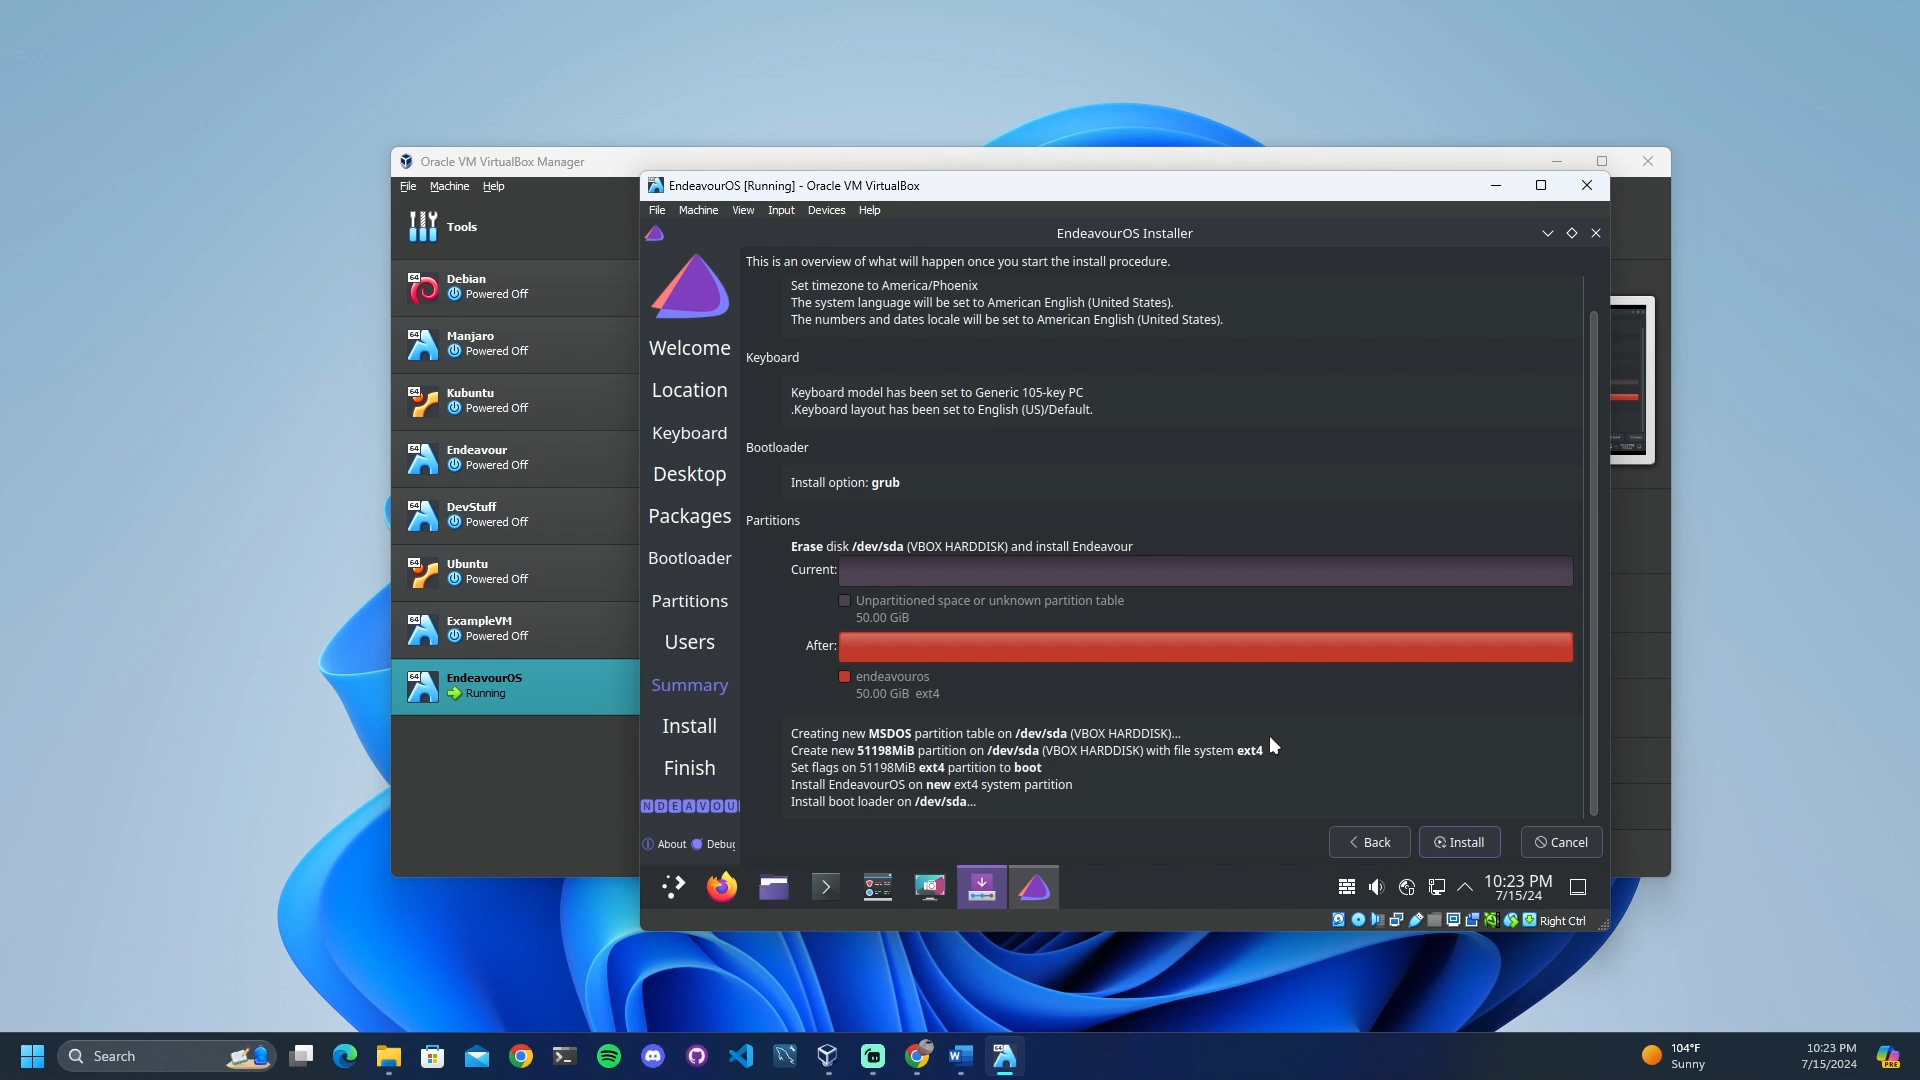 Oracle VM VirtualBox Manager
File Machine Help
Tools
64
Debian
Powered Off
64
Manjaro
Powered Off
64
Kubuntu
Powered Off
64
Endeavour
Powered Off
64
DevStuff
Powered Off
64
Ubuntu
Powered Off
64
ExampleVM
Powered Off
64
EndeavourOS
Running
EndeavourOS [Running] - Oracle VM VirtualBox
File Machine View Input Devices Help
EndeavourOS Installer
Welcome
Location
Keyboard
Desktop
Packages
Bootloader
Partitions
Users
Summary
Install
Finish
NDEAVOU
About Debug
This is an overview of what will happen once you start the install procedure.
Set timezone to America/Phoenix
The system language will be set to American English (United States).
The numbers and dates locale will be set to American English (United States).
Keyboard
Keyboard model has been set to Generic 105-key PC
.Keyboard layout has been set to English (US)/Default.
Bootloader
Install option: grub
Partitions
Erase disk /dev/sda (VBOX HARDDISK) and install Endeavour
Current:
Unpartitioned space or unknown partition table
50.00 GiB
After:
endeavouros
50.00 GiB ext4
Creating new MSDOS partition table on /dev/sda (VBOX HARDDISK)...
Create new 51198MiB partition on /dev/sda (VBOX HARDDISK) with file system ext4
Set flags on 51198MiB ext4 partition to boot
Install EndeavourOS on new ext4 system partition
Install boot loader on /dev/sda...
Back Install Cancel
10:23 PM
7/15/24
Right Ctrl
Search
104°F
Sunny
10:23 PM
7/15/2024
PRE